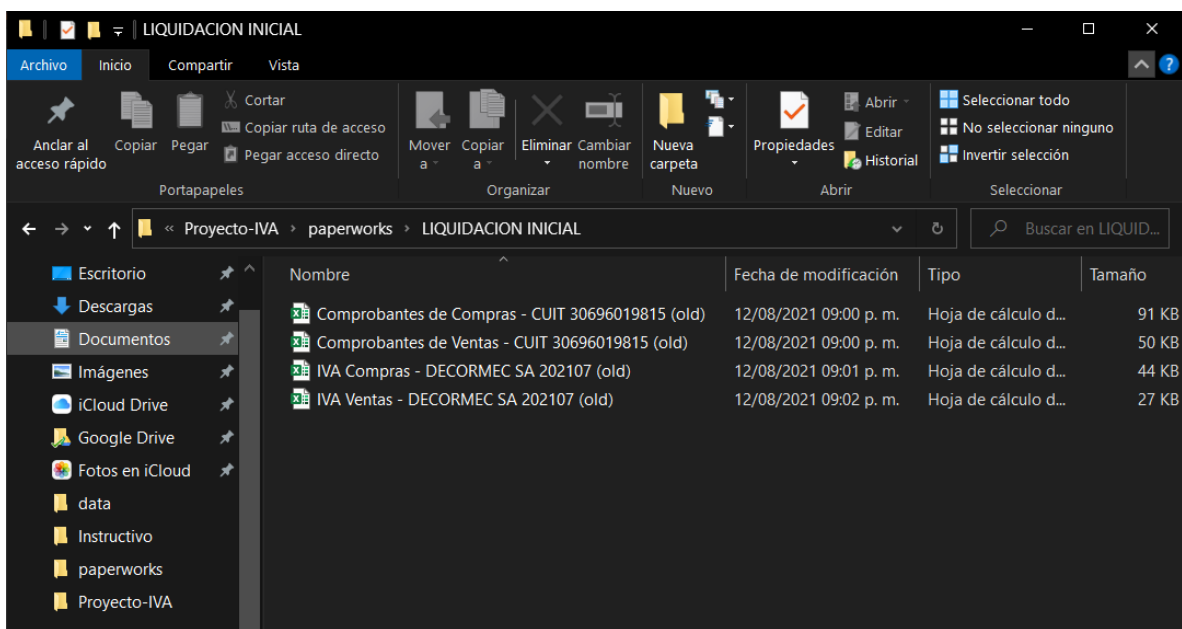 LIQUIDACION INICIAL
Archivo Inicio Compartir Vista
Anclar al acceso rápido
Copiar
Pegar
Cortar
Copiar ruta de acceso
Pegar acceso directo
Portapapeles
Mover a
Copiar a
Eliminar
Cambiar nombre
Organizar
Nueva carpeta
Nuevo
Propiedades
Abrir
Editar
Historial
Abrir
Seleccionar todo
No seleccionar ninguno
Invertir selección
Seleccionar
« Proyecto-IVA › paperworks › LIQUIDACION INICIAL
Buscar en LIQUID...
Escritorio
Descargas
Documentos
Imágenes
iCloud Drive
Google Drive
Fotos en iCloud
data
Instructivo
paperworks
Proyecto-IVA
Nombre Fecha de modificación Tipo Tamaño
Comprobantes de Compras - CUIT 30696019815 (old) 12/08/2021 09:00 p. m. Hoja de cálculo d... 91 KB
Comprobantes de Ventas - CUIT 30696019815 (old) 12/08/2021 09:00 p. m. Hoja de cálculo d... 50 KB
IVA Compras - DECORMEC SA 202107 (old) 12/08/2021 09:01 p. m. Hoja de cálculo d... 44 KB
IVA Ventas - DECORMEC SA 202107 (old) 12/08/2021 09:02 p. m. Hoja de cálculo d... 27 KB